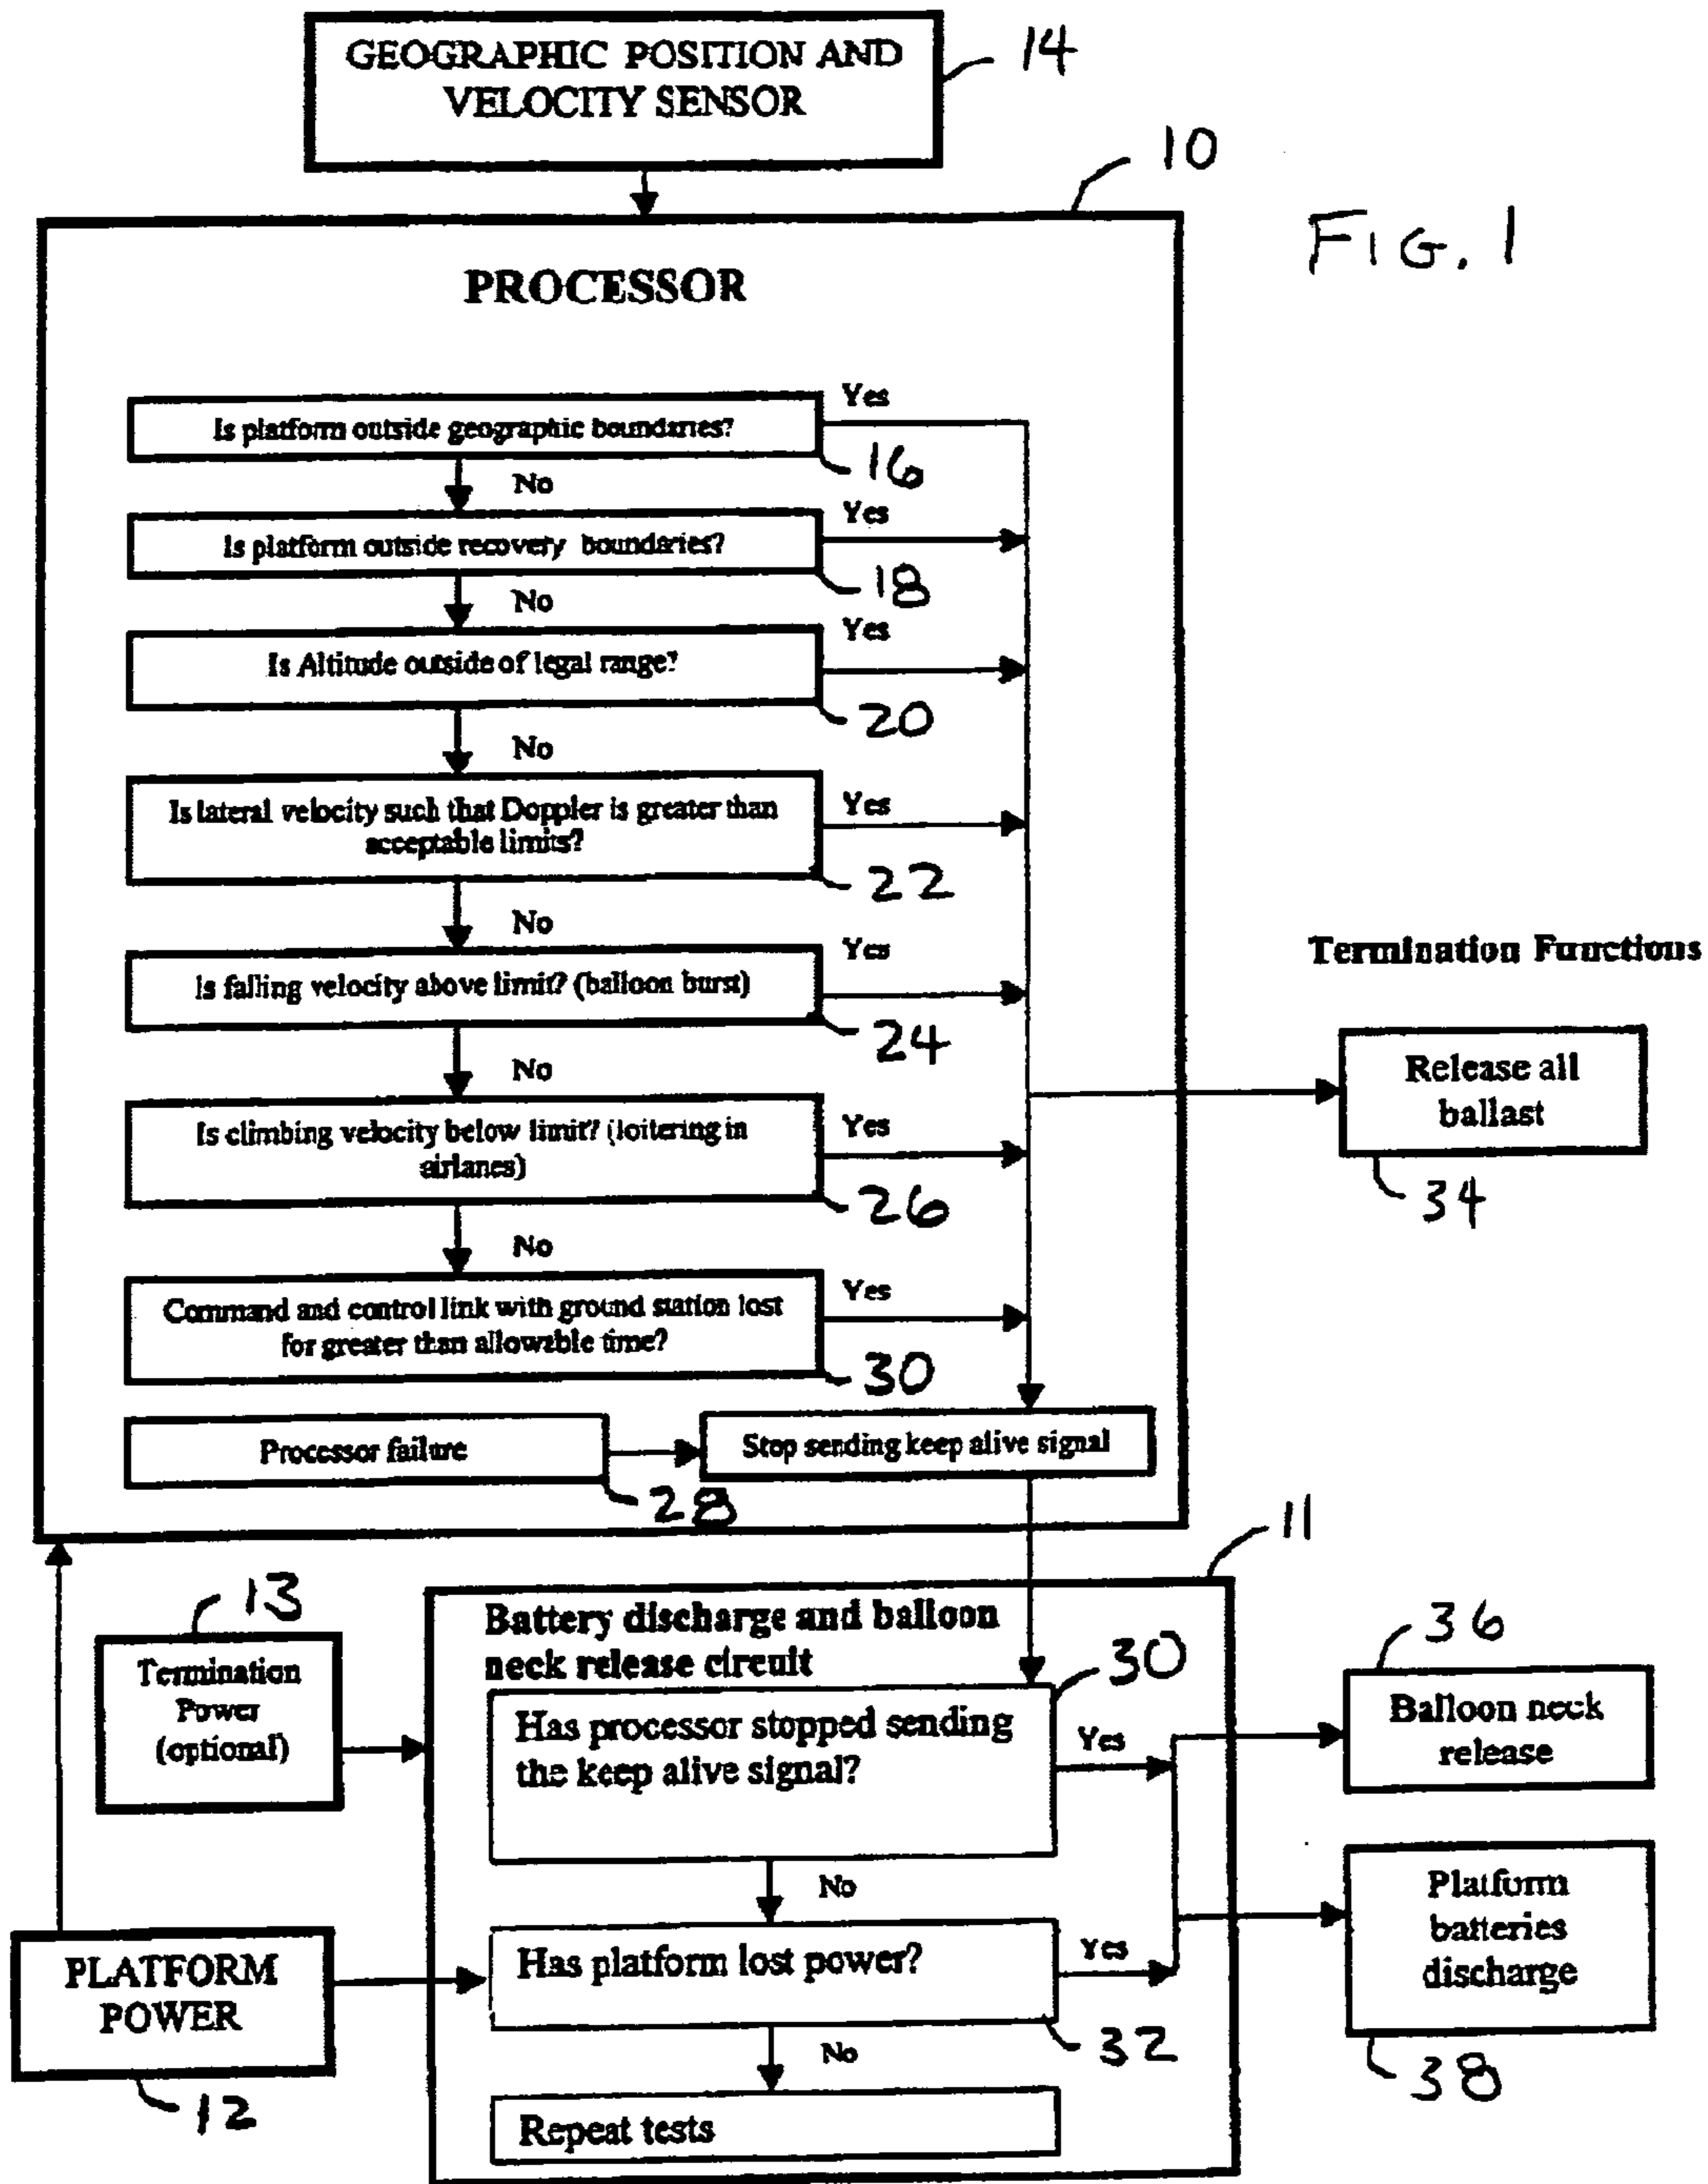 GEOGRAPHIC POSITION AND
VELOCITY SENSOR
14
10
FIG. 1
PROCESSOR
Is platform outside geographic boundaries?
Yes
16
No
Is platform outside recovery boundaries?
Yes
18
No
Is Altitude outside of legal range?
Yes
20
No
Is lateral velocity such that Doppler is greater than
acceptable limits?
Yes
22
No
Is falling velocity above limit? (balloon burst)
Yes
24
No
Termination Functions
Is climbing velocity below limit? (loitering in
airlanes)
Yes
26
Release all
ballast
34
No
Command and control link with ground station lost
for greater than allowable time?
Yes
30
Processor failure
28
Stop sending keep alive signal
11
13
Termination
Power
(optional)
Battery discharge and balloon
neck release circuit
30
Has processor stopped sending
the keep alive signal?
Yes
36
Balloon neck
release
No
PLATFORM
POWER
12
Has platform lost power?
Yes
32
Platform
batteries
discharge
38
No
Repeat tests